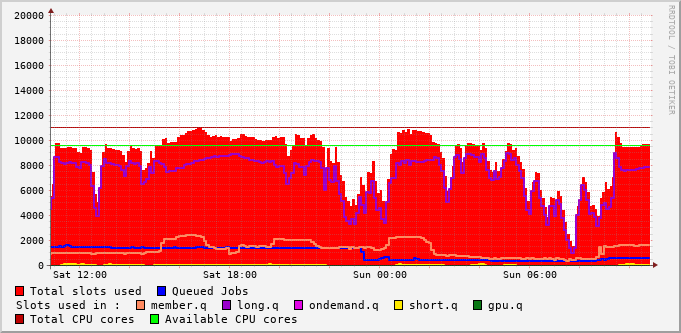 20000
18000
16000
14000
12000
10000
8000
6000
4000
2000
0
Sat 12:00 Sat 18:00 Sun 00:00 Sun 06:00
RRDTOOL / TOBI OETIKER
Total slots used Queued Jobs
Slots used in : member.q long.q ondemand.q short.q gpu.q
Total CPU cores Available CPU cores